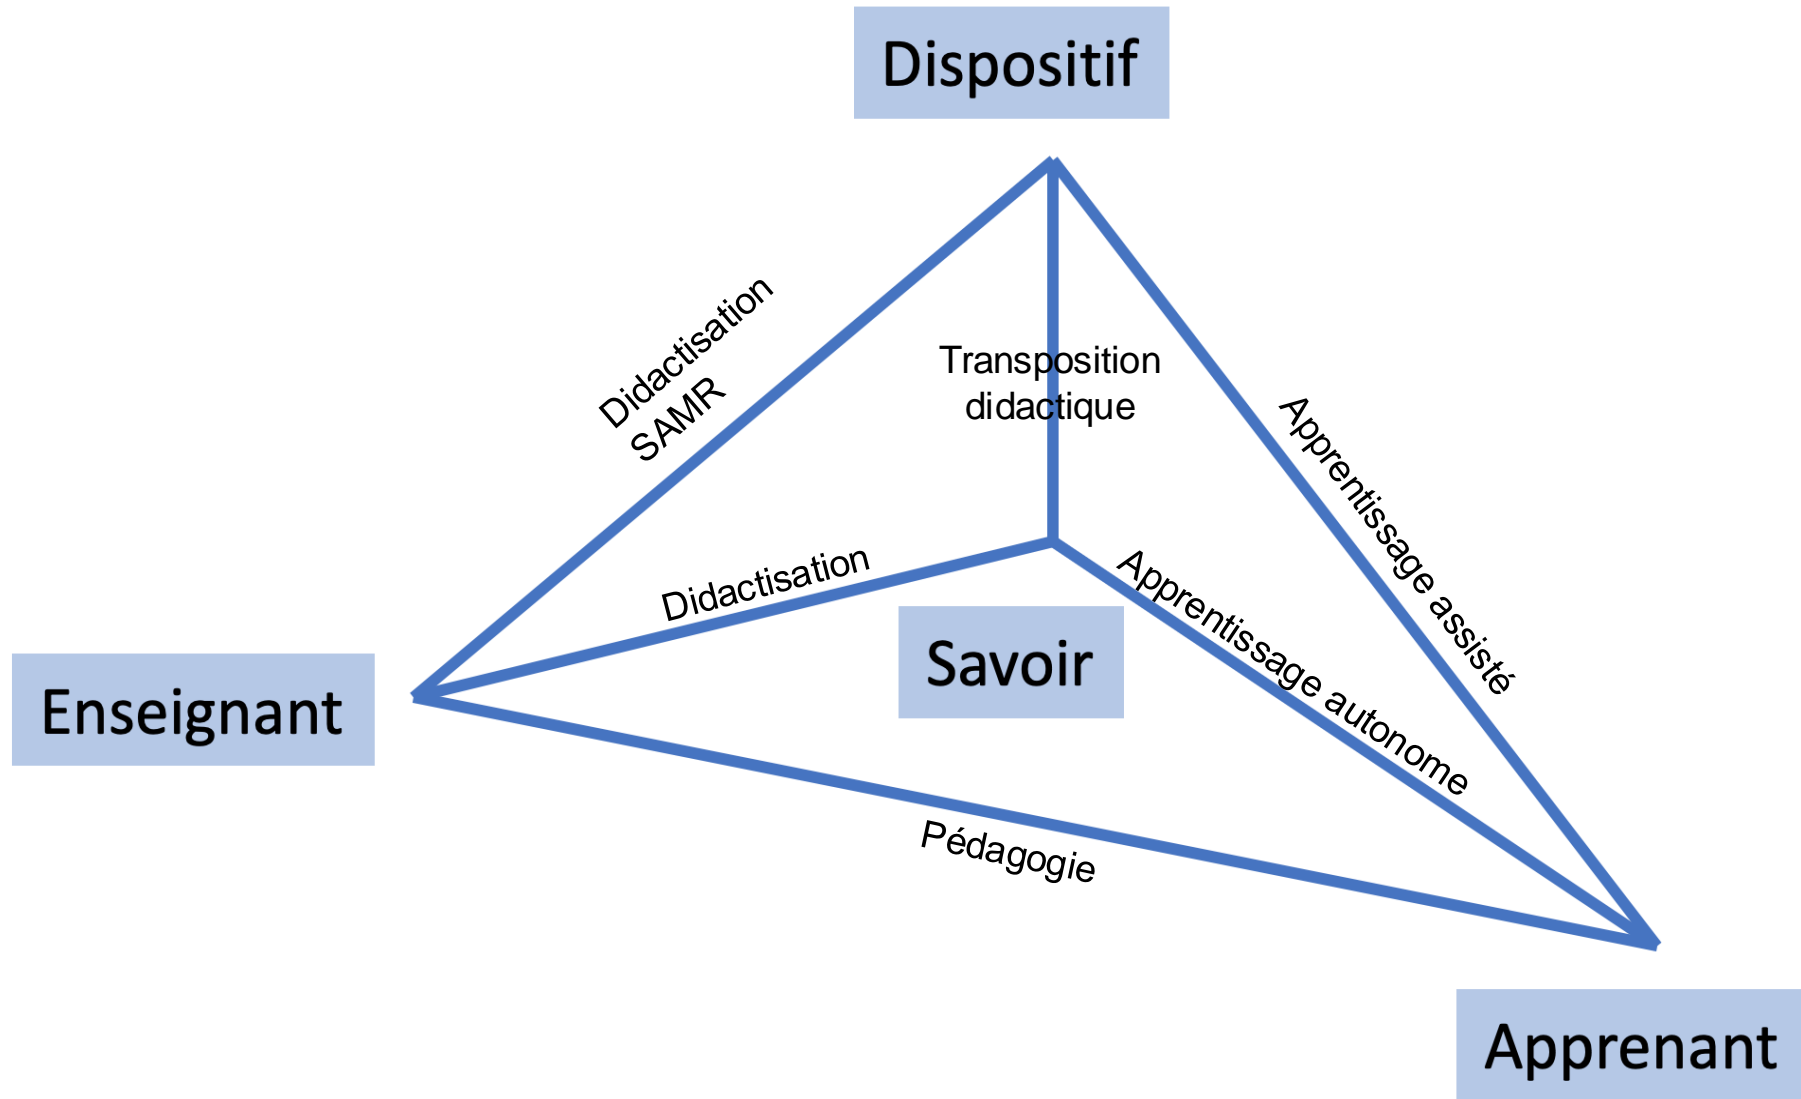 Dispositif
Didactisation
SAMR
Transposition
didactique
Apprentissage assisté
Didactisation
Apprentissage autonome
Savoir
Enseignant
Pédagogie
Apprenant